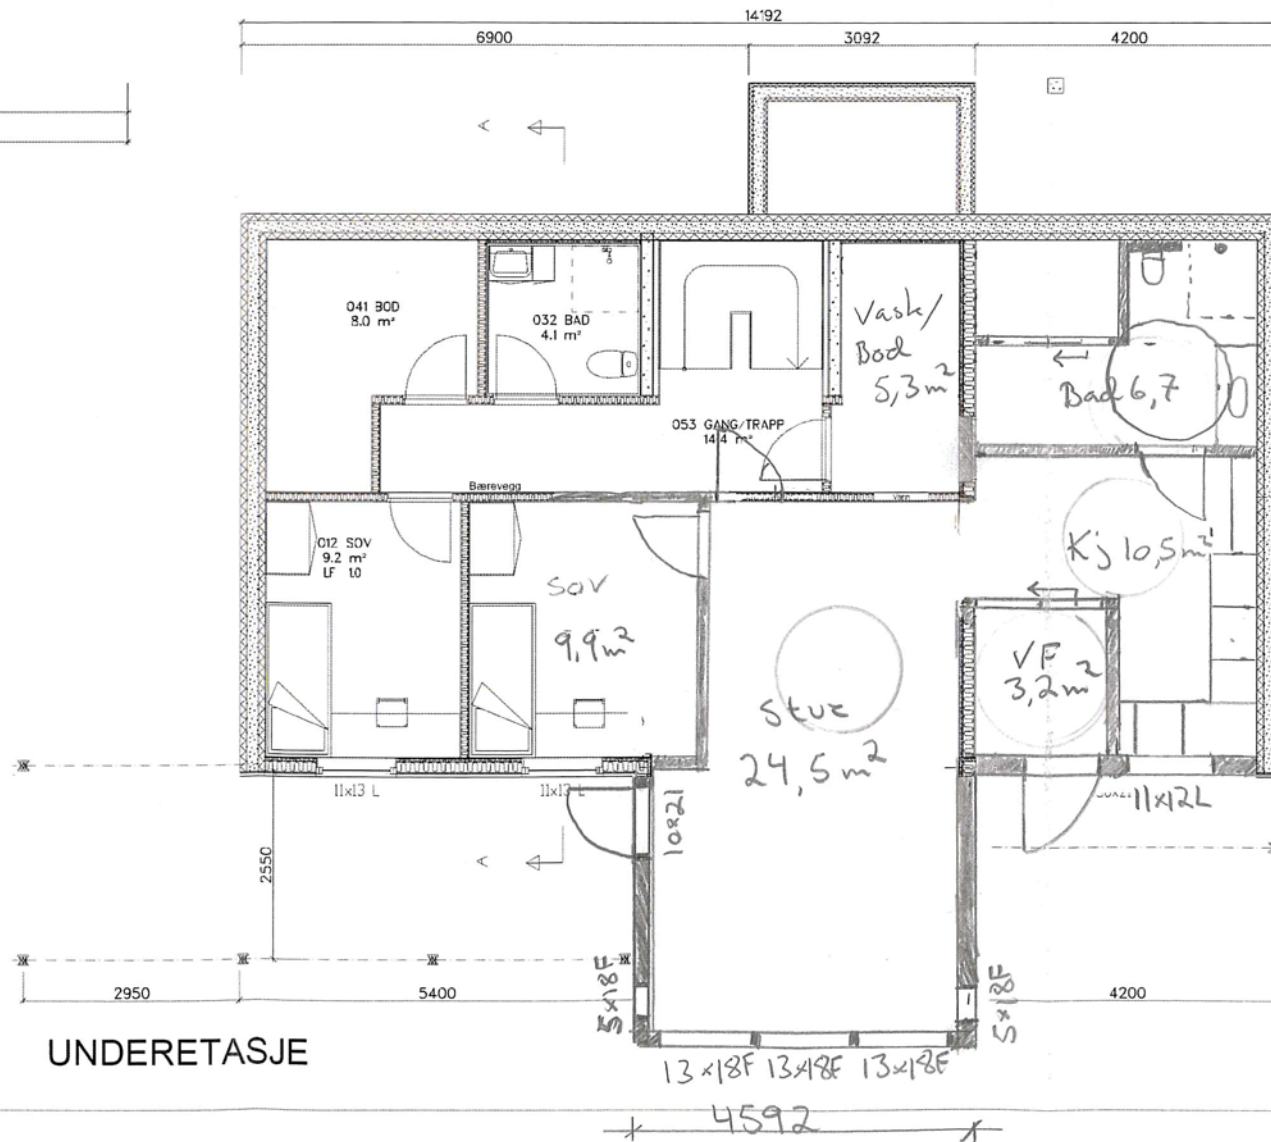 14192
6900
3092
4200
A
041 BOD
8.0 m²
032 BAD
4.1 m²
Vask/
Bod
5,3 m²
Bad 6,7
053 GANG/TRAPP
14.4 m²
Bærevegg
012 SOV
9.2 m²
LF 1.0
Sov
9,9 m²
Kj 10,5 m²
VF
3,2 m²
Stue
24,5 m²
11x13 L
11x13 L
10x21
11x12L
A
2550
2950
5400
5x18F
5x18F
4200
UNDERETASJE
13x18F 13x18F 13x18F
4592